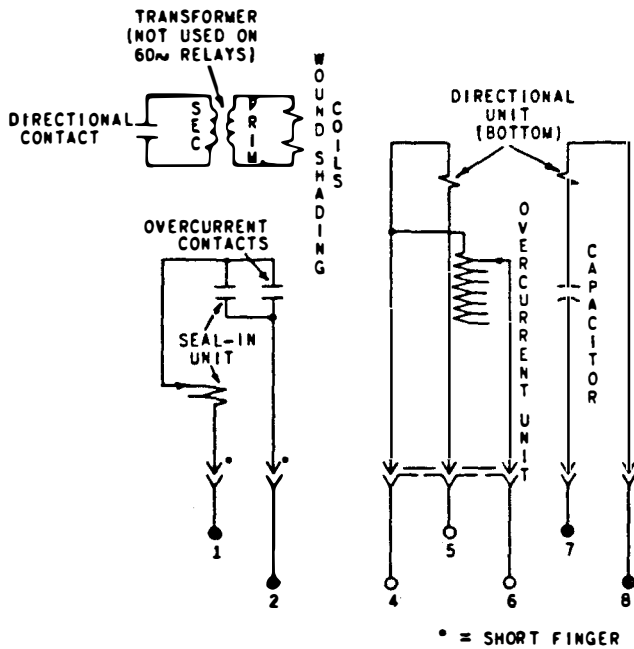 TRANSFORMER
(NOT USED ON
60~ RELAYS)
DIRECTIONAL
CONTACT
SEC
PRIM
WOUND SHADING
COILS
DIRECTIONAL
UNIT
(BOTTOM)
OVERCURRENT
CONTACTS
SEAL-IN
UNIT
OVERCURRENT UNIT
CAPACITOR
•
•
1
2
4
5
6
7
8
• = SHORT FINGER